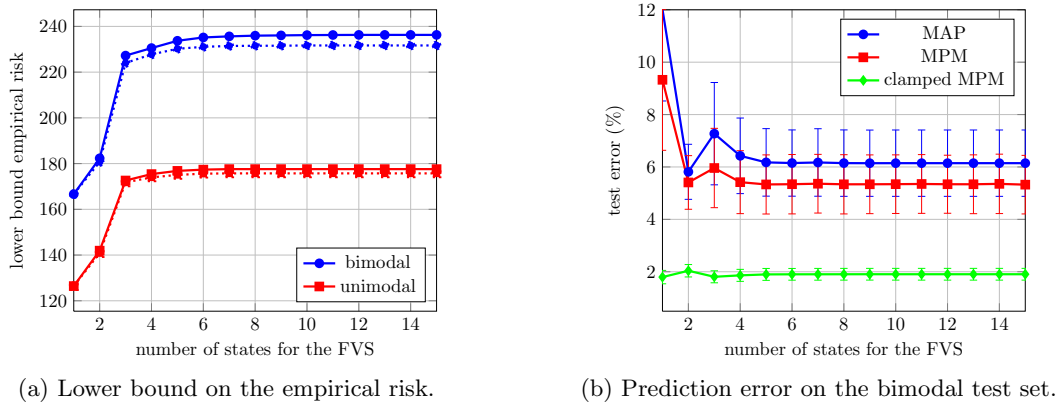 240
220
200
180
160
140
120
lower bound empirical risk
bimodal
unimodal
2 4 6 8 10 12 14
number of states for the FVS
(a) Lower bound on the empirical risk.
12
10
8
6
4
2
test error (%)
MAP
MPM
clamped MPM
2 4 6 8 10 12 14
number of states for the FVS
(b) Prediction error on the bimodal test set.